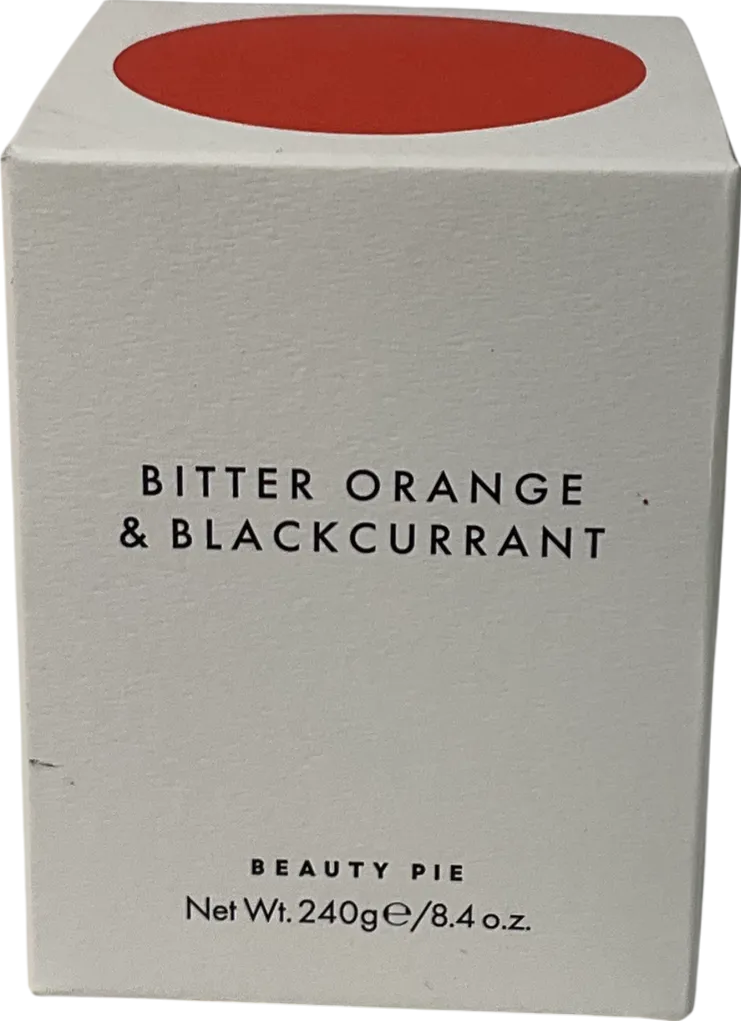 BITTER ORANGE
& BLACKCURRANT
BEAUTY PIE
Net Wt. 240g℮/8.4 o.z.